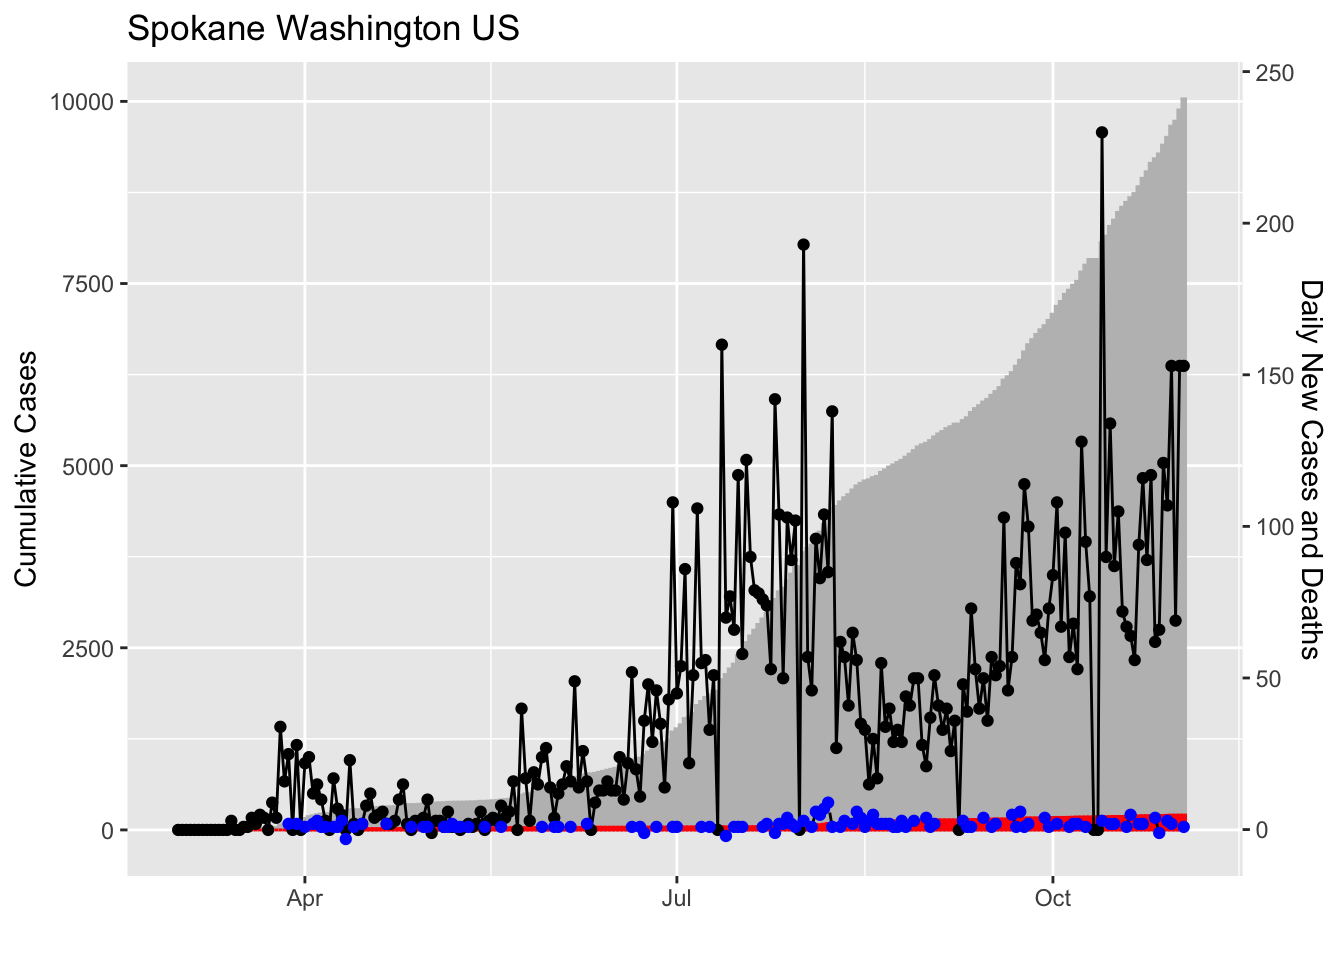 Spokane Washington US
10000
7500
5000
2500
0
Cumulative Cases
250
200
150
100
50
0
Daily New Cases and Deaths
Apr
Jul
Oct